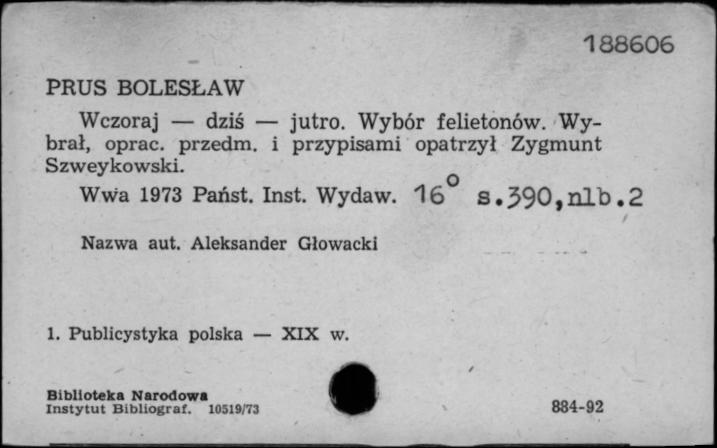 188606
PRUS BOLESŁAW
Wczoraj — dziś — jutro. Wybór felietonów. Wy-
brał, oprac. przedm. i przypisami opatrzył Zygmunt
Szweykowski.
Wwa 1973 Państ. Inst. Wydaw. 16° s.390,nlb.2
Nazwa aut. Aleksander Głowacki
1. Publicystyka polska — XIX w.
Biblioteka Narodowa
Instytut Bibliograf. 10519/73
884-92